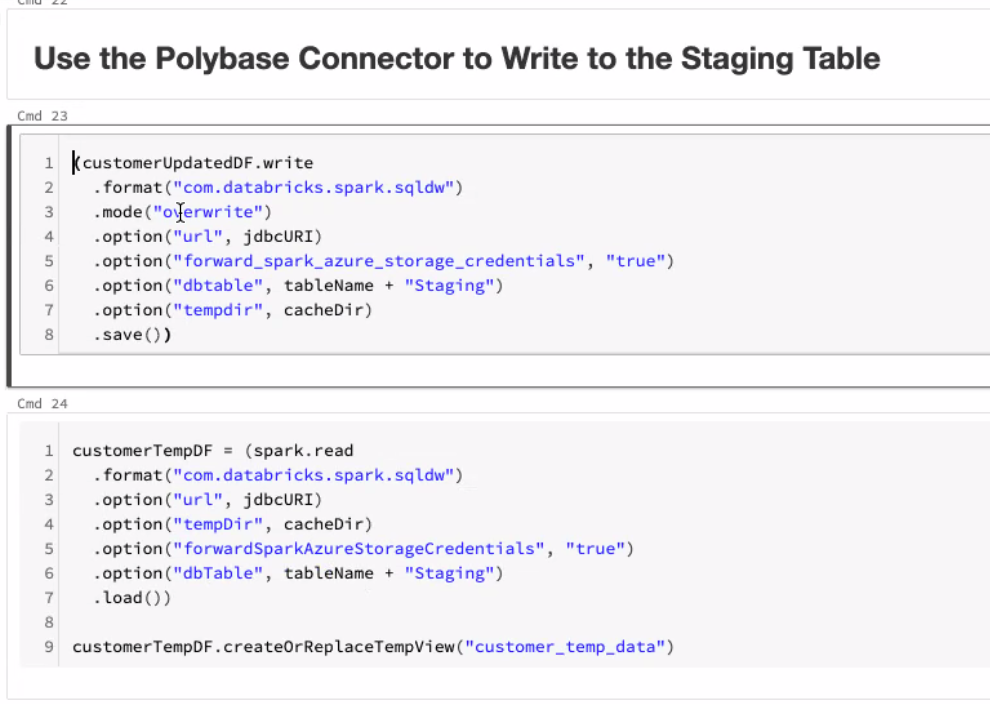 Cmd 22
Use the Polybase Connector to Write to the Staging Table
Cmd 23
1 (customerUpdatedDF.write
2   .format("com.databricks.spark.sqldw")
3   .mode("overwrite")
4   .option("url", jdbcURI)
5   .option("forward_spark_azure_storage_credentials", "true")
6   .option("dbtable", tableName + "Staging")
7   .option("tempdir", cacheDir)
8   .save())
Cmd 24
1 customerTempDF = (spark.read
2   .format("com.databricks.spark.sqldw")
3   .option("url", jdbcURI)
4   .option("tempDir", cacheDir)
5   .option("forwardSparkAzureStorageCredentials", "true")
6   .option("dbTable", tableName + "Staging")
7   .load())
8
9 customerTempDF.createOrReplaceTempView("customer_temp_data")